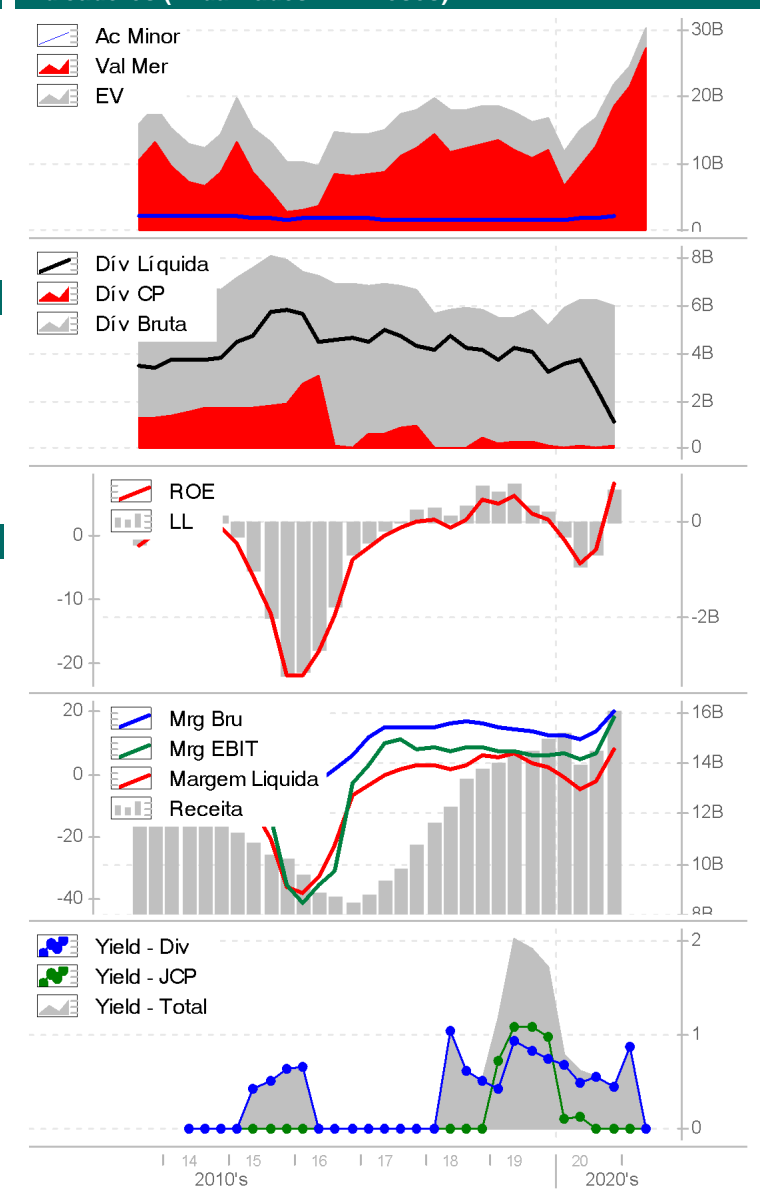 Ac Minor
Val Mer
EV
30B
20B
10B
0
Dív Líquida
Dív CP
Dív Bruta
8B
6B
4B
2B
0
ROE
LL
0
-10
-20
0
-2B
Mrg Bru
Mrg EBIT
Margem Liquida
Receita
20
0
-20
-40
16B
14B
12B
10B
8B
Yield - Div
Yield - JCP
Yield - Total
2
1
0
14 15 16 17 18 19 20
2010's 2020's